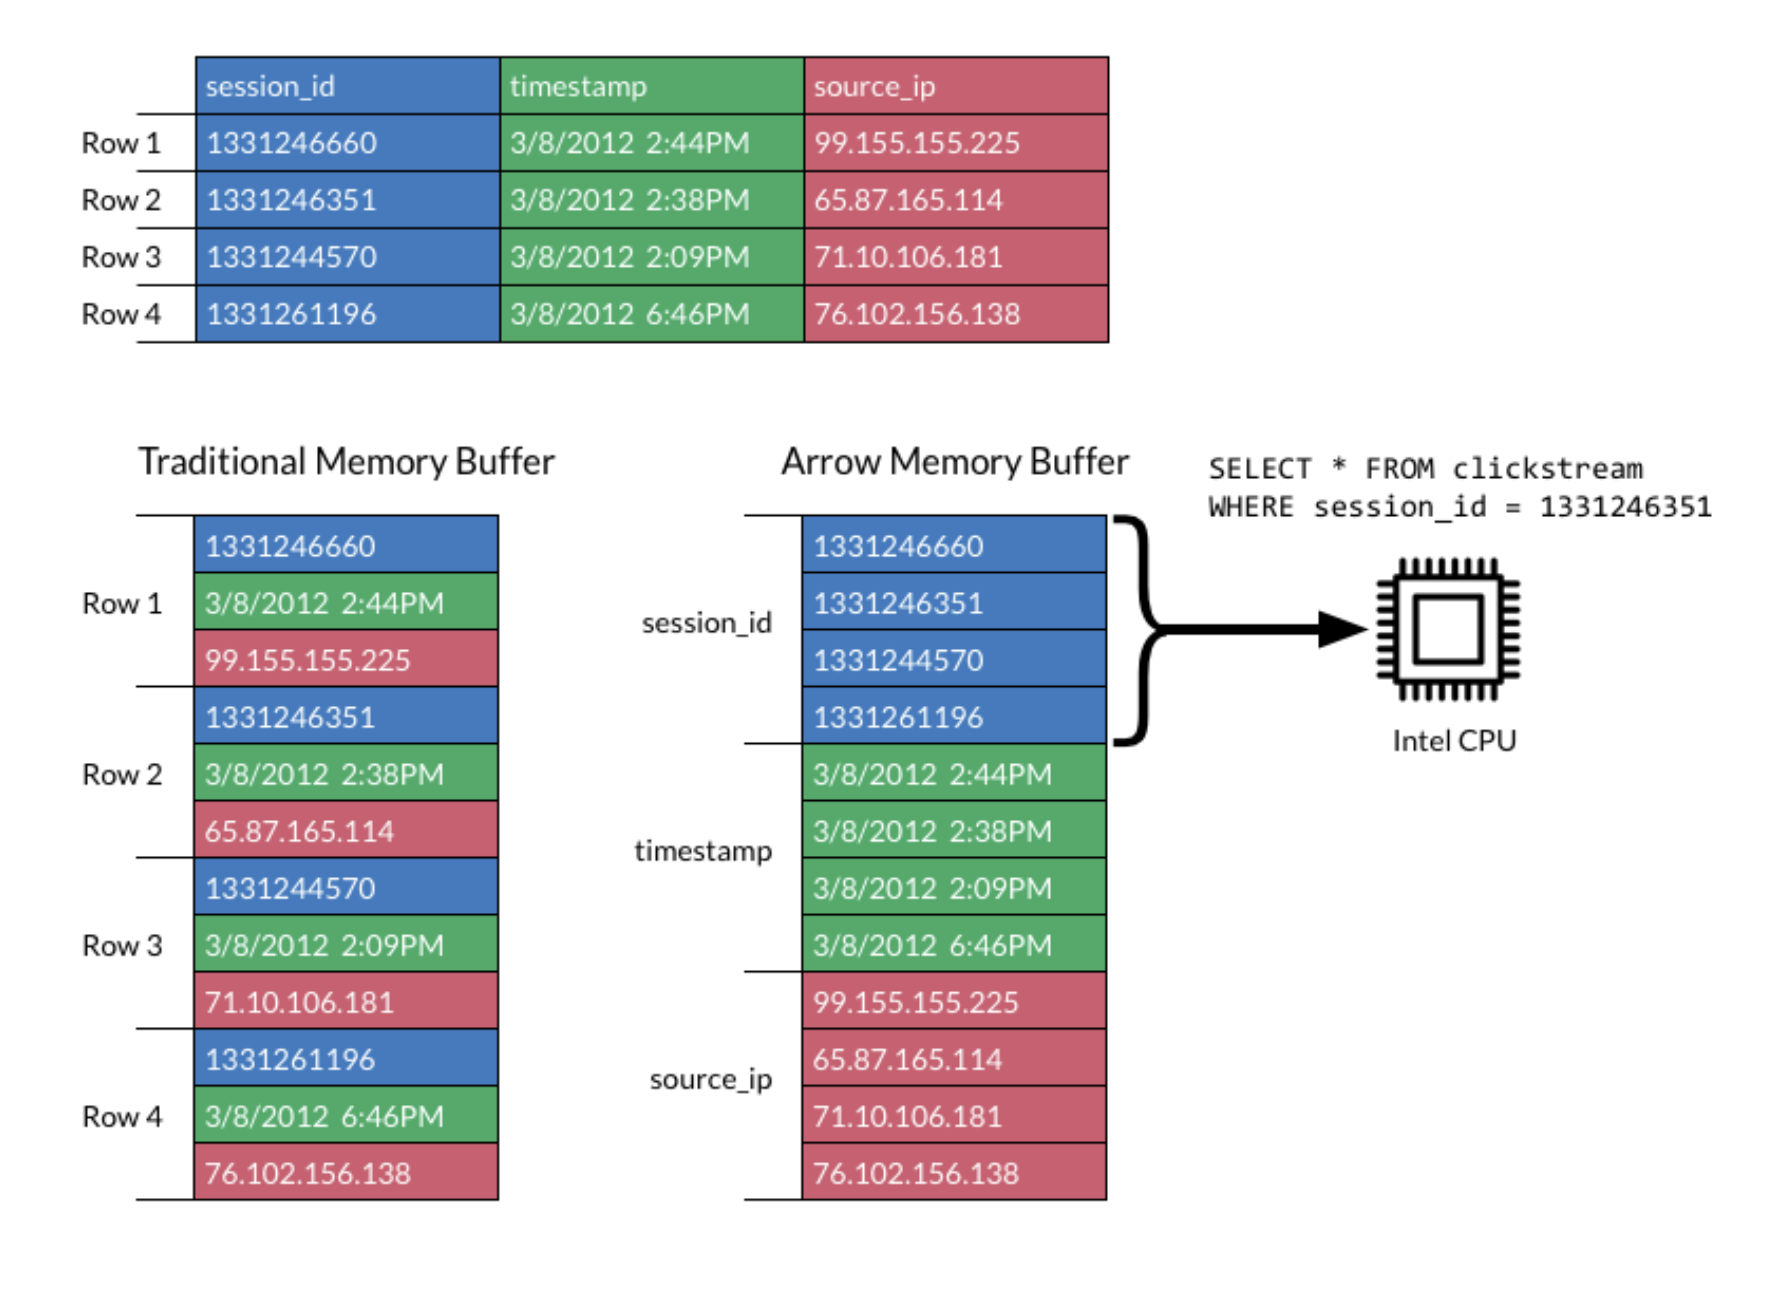 session_id timestamp source_ip
Row 1 1331246660 3/8/2012 2:44PM 99.155.155.225
Row 2 1331246351 3/8/2012 2:38PM 65.87.165.114
Row 3 1331244570 3/8/2012 2:09PM 71.10.106.181
Row 4 1331261196 3/8/2012 6:46PM 76.102.156.138
Traditional Memory Buffer
Row 1
1331246660
3/8/2012 2:44PM
99.155.155.225
Row 2
1331246351
3/8/2012 2:38PM
65.87.165.114
Row 3
1331244570
3/8/2012 2:09PM
71.10.106.181
Row 4
1331261196
3/8/2012 6:46PM
76.102.156.138
Arrow Memory Buffer
session_id
1331246660
1331246351
1331244570
1331261196
timestamp
3/8/2012 2:44PM
3/8/2012 2:38PM
3/8/2012 2:09PM
3/8/2012 6:46PM
source_ip
99.155.155.225
65.87.165.114
71.10.106.181
76.102.156.138
SELECT * FROM clickstream
WHERE session_id = 1331246351
Intel CPU